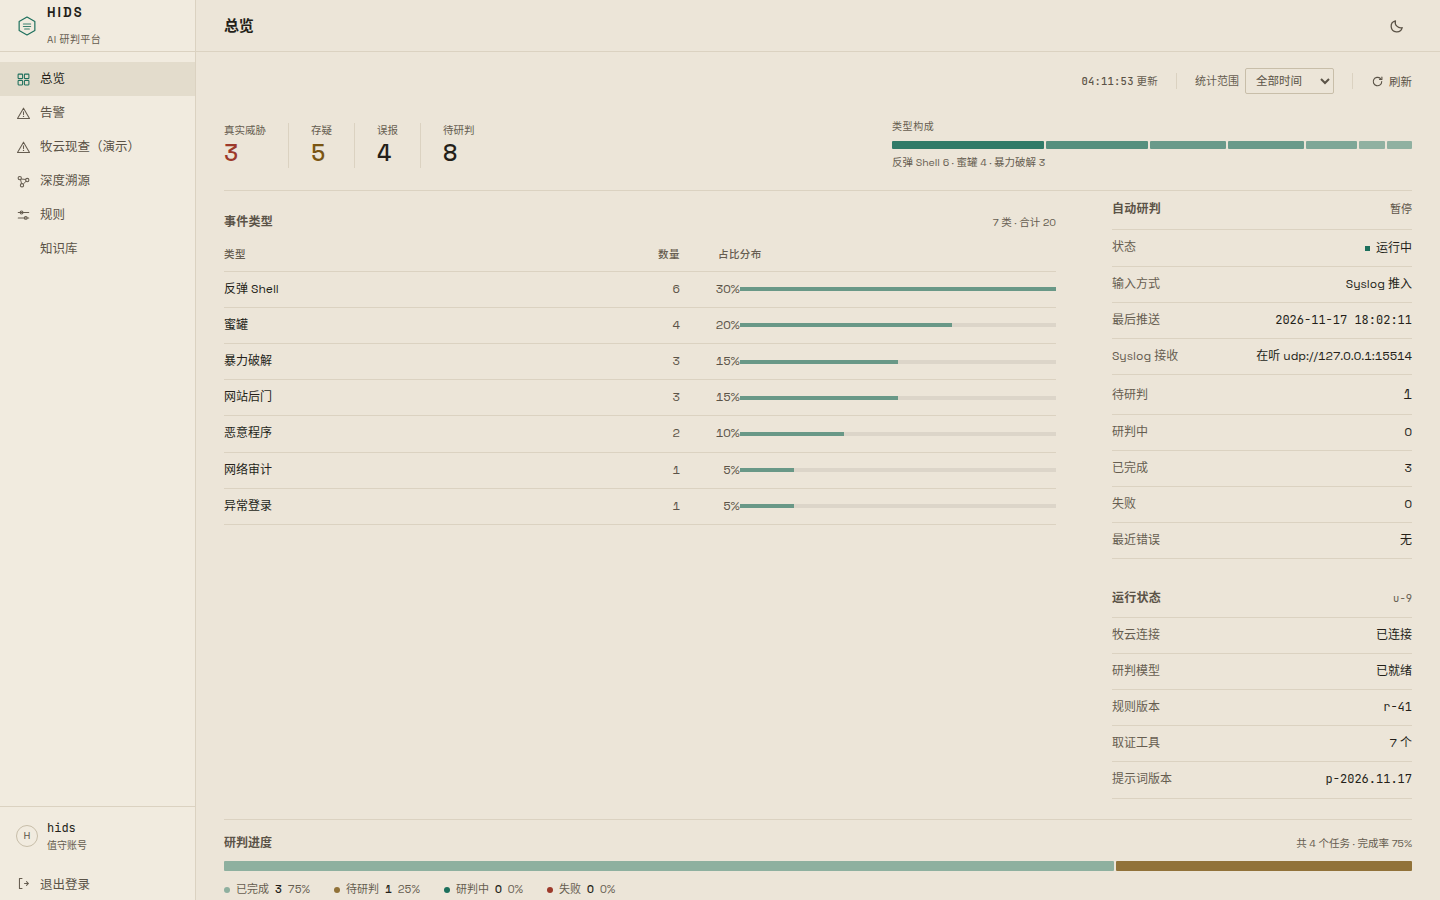 HIDS
AI 研判平台
总览
告警
牧云现查（演示）
深度溯源
规则
知识库
H
hids
值守账号
退出登录
总览
04:11:53 更新
统计范围
全部时间
刷新
真实威胁
3
存疑
5
误报
4
待研判
8
类型构成
反弹 Shell 6 · 蜜罐 4 · 暴力破解 3
事件类型
7 类 · 合计 20
类型 数量 占比 分布
反弹 Shell 6 30%
蜜罐 4 20%
暴力破解 3 15%
网站后门 3 15%
恶意程序 2 10%
网络审计 1 5%
异常登录 1 5%
自动研判 暂停
状态 运行中
输入方式 Syslog 推入
最后推送 2026-11-17 18:02:11
Syslog 接收 在听 udp://127.0.0.1:15514
待研判 1
研判中 0
已完成 3
失败 0
最近错误 无
运行状态 u-9
牧云连接 已连接
研判模型 已就绪
规则版本 r-41
取证工具 7 个
提示词版本 p-2026.11.17
研判进度 共 4 个任务 · 完成率 75%
已完成 3 75% 待研判 1 25% 研判中 0 0% 失败 0 0%